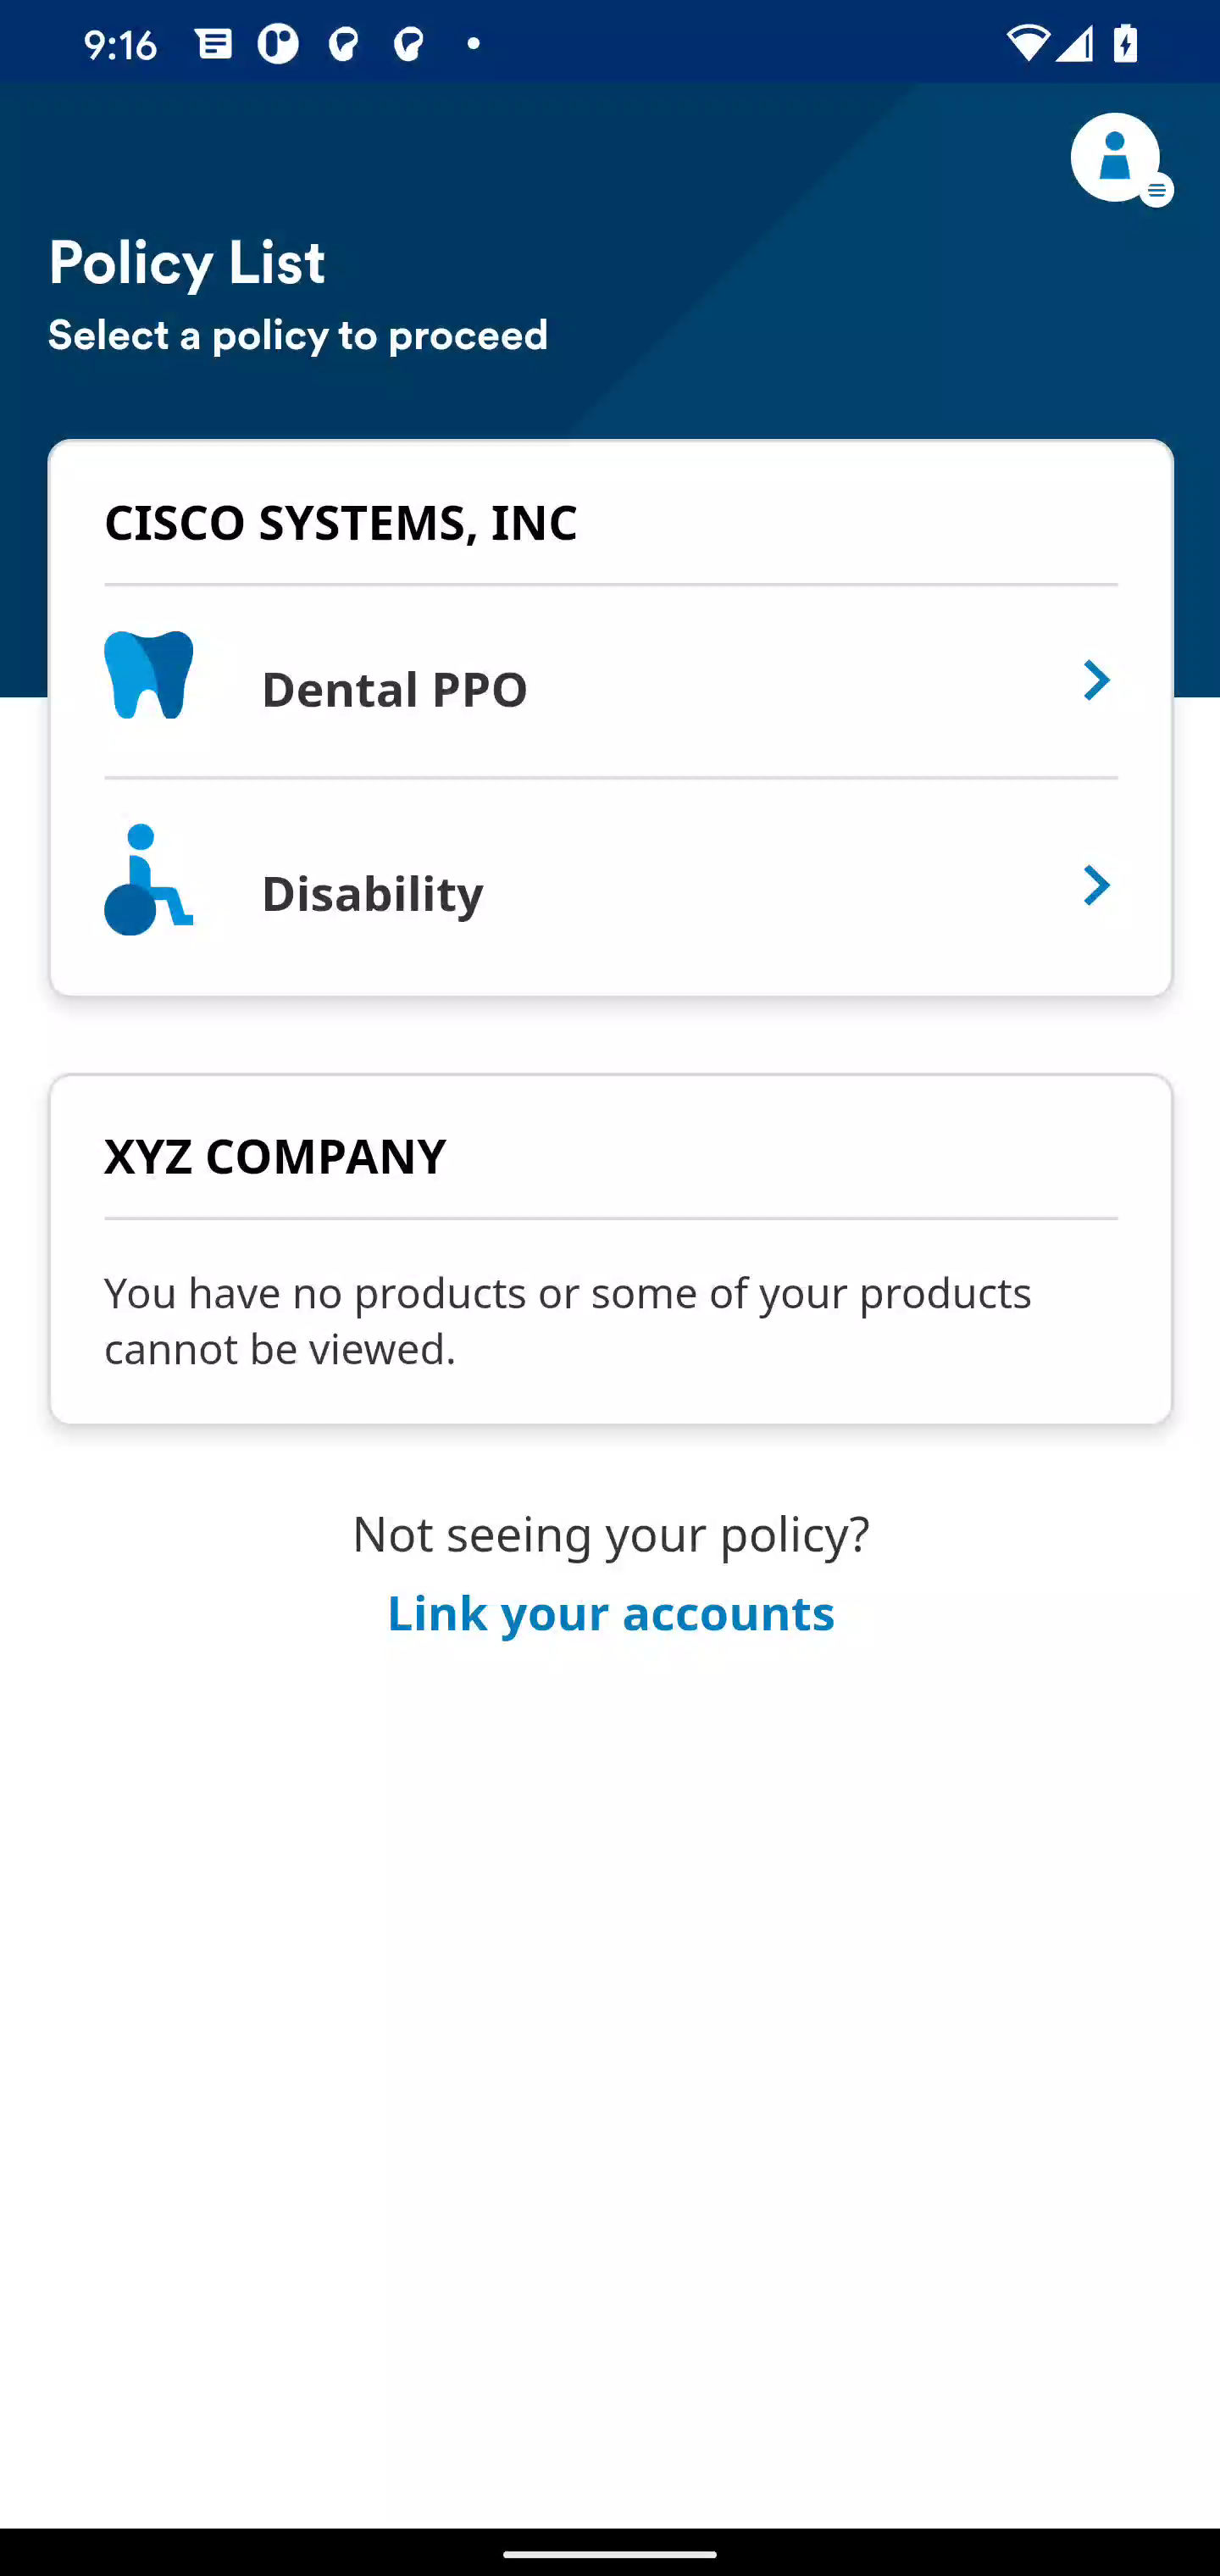 9:16
Policy List
Select a policy to proceed
CISCO SYSTEMS, INC
Dental PPO
Disability
XYZ COMPANY
You have no products or some of your products
cannot be viewed.
Not seeing your policy?
Link your accounts